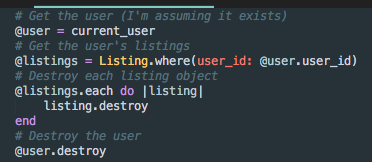 # Get the user (I'm assuming it exists)
@user = current_user
# Get the user's listings
@listings = Listing.where(user_id: @user.user_id)
# Destroy each listing object
@listings.each do |listing|
    listing.destroy
end
# Destroy the user
@user.destroy